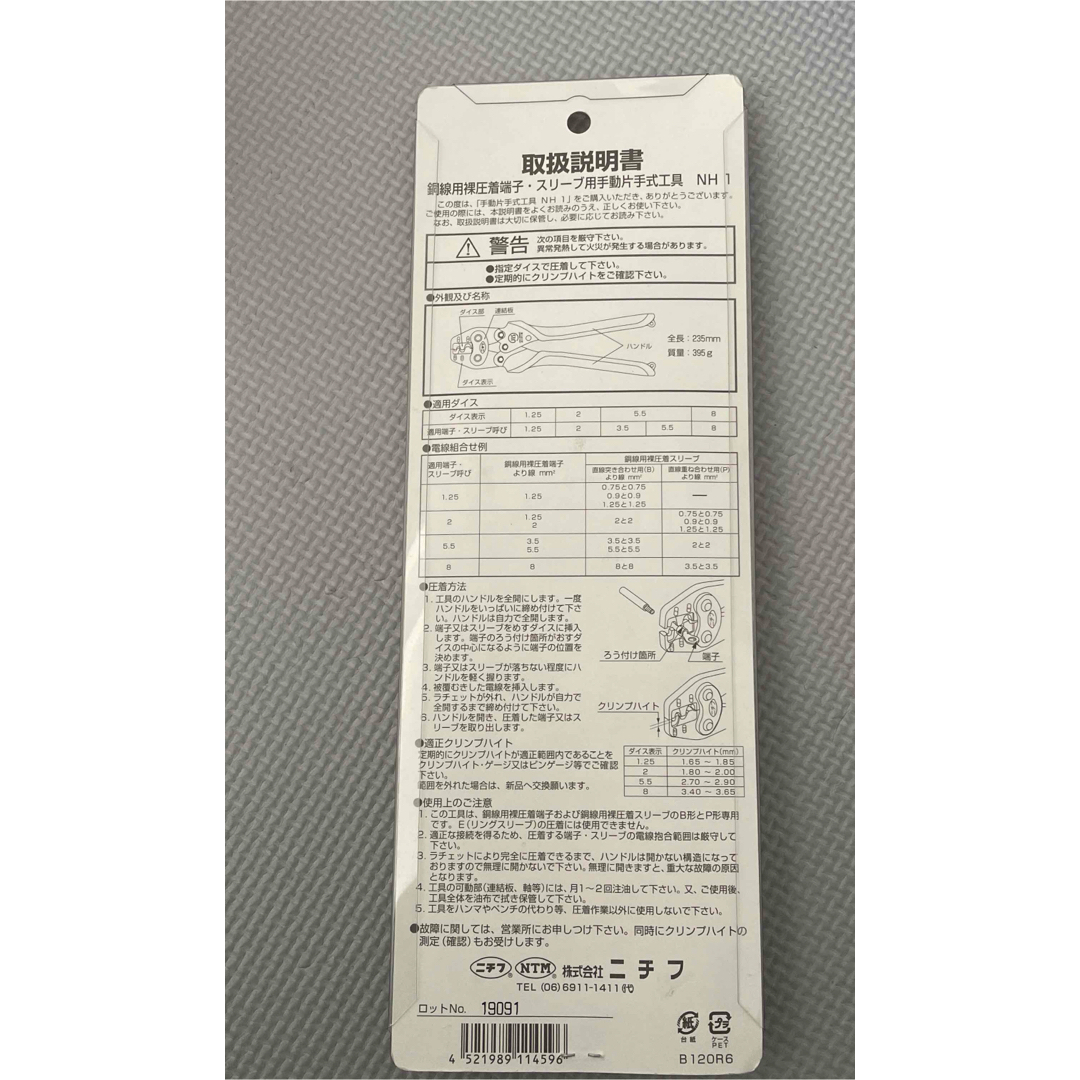 取扱説明書
銅線用裸圧着端子・スリーブ用手動片手式工具 NH 1
この度は、「手動片手式工具 NH 1」をご購入いただき、ありがとうございます。
ご使用の際には、本説明書をよくお読みのうえ、正しくお使い下さい。
なお、取扱説明書は大切に保管し、必要に応じてお読み下さい。
警告 次の項目を厳守下さい。
異常発熱して火災が発生する場合があります。
●指定ダイスで圧着して下さい。
●定期的にクリンプハイトをご確認下さい。
●外観及び名称
ダイス部 連結板
ハンドル
全長：235mm
質量：395g
ダイス表示
●適用ダイス
ダイス表示 1.25 2 5.5 8
適用端子・スリーブ呼び 1.25 2 3.5 5.5 8
●電線組合せ例
適用端子・スリーブ呼び 銅線用裸圧着端子 より線 mm² 銅線用裸圧着スリーブ
直線突き合わせ用(B) より線 mm² 直線重ね合わせ用(P) より線 mm²
1.25 1.25 0.75と0.75 —
0.9と0.9
1.25と1.25
2 1.25 2と2 0.75と0.75
2 0.9と0.9
1.25と1.25
5.5 3.5 3.5と3.5 2と2
5.5 5.5と5.5
8 8 8と8 3.5と3.5
●圧着方法
1. 工具のハンドルを全開にします。一度
ハンドルをいっぱいに締め付けて下さ
い。ハンドルは自力で全開します。
2. 端子又はスリーブをめすダイスに挿入
します。端子のろう付け箇所がおすダ
イスの中心になるように端子の位置を
決めます。
3. 端子又はスリーブが落ちない程度にハ
ンドルを軽く握ります。
4. 被覆むきした電線を挿入します。
5. ラチェットが外れ、ハンドルが自力で
全開するまで締め付けて下さい。
6. ハンドルを開き、圧着した端子又はス
リーブを取り出します。
ろう付け箇所 端子
クリンプハイト
●適正クリンプハイト
定期的にクリンプハイトが適正範囲内であることを
クリンプハイト・ゲージ又はピンゲージ等でご確認
下さい。
範囲を外れた場合は、新品へ交換願います。
ダイス表示 クリンプハイト(mm)
1.25 1.65 〜 1.85
2 1.80 〜 2.00
5.5 2.70 〜 2.90
8 3.40 〜 3.65
●使用上のご注意
1. この工具は、銅線用裸圧着端子および銅線用裸圧着スリーブのB形とP形専用
です。E(リングスリーブ)の圧着には使用できません。
2. 適正な接続を得るため、圧着する端子・スリーブの電線抱合範囲は厳守して
下さい。
3. ラチェットにより完全に圧着できるまで、ハンドルは開かない構造になって
おりますので無理に開かないで下さい。無理に開きますと、重大な故障の原因
となります。
4. 工具の可動部(連結板、軸等)には、月1〜2回注油して下さい。又、ご使用後、
工具全体を油布で拭き保管して下さい。
5. 工具をハンマやペンチの代わり等、圧着作業以外に使用しないで下さい。
●故障に関しては、営業所にお申しつけ下さい。同時にクリンプハイトの
測定(確認)もお受けします。
ニチフ® NTM® 株式会社 ニチフ
TEL (06)6911-1411㈹
ロットNo. 19091
4 521989 114596
紙 台紙
プラ ケース PET
B120R6